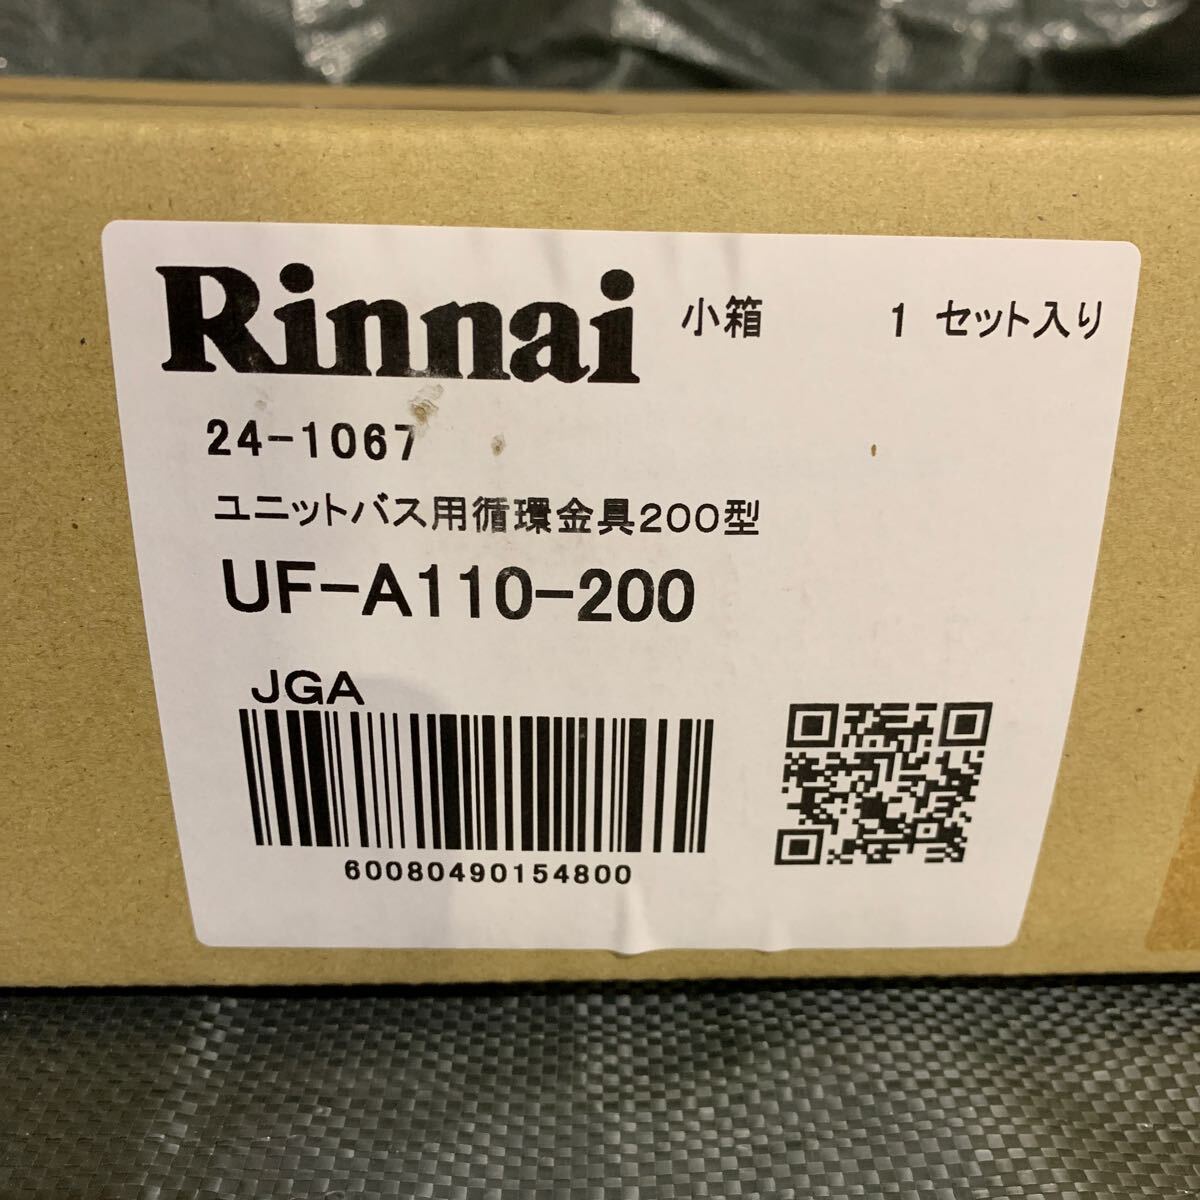 Rinnai 小箱 1 セット入り
24-1067
ユニットバス用循環金具200型
UF-A110-200
JGA
60080490154800